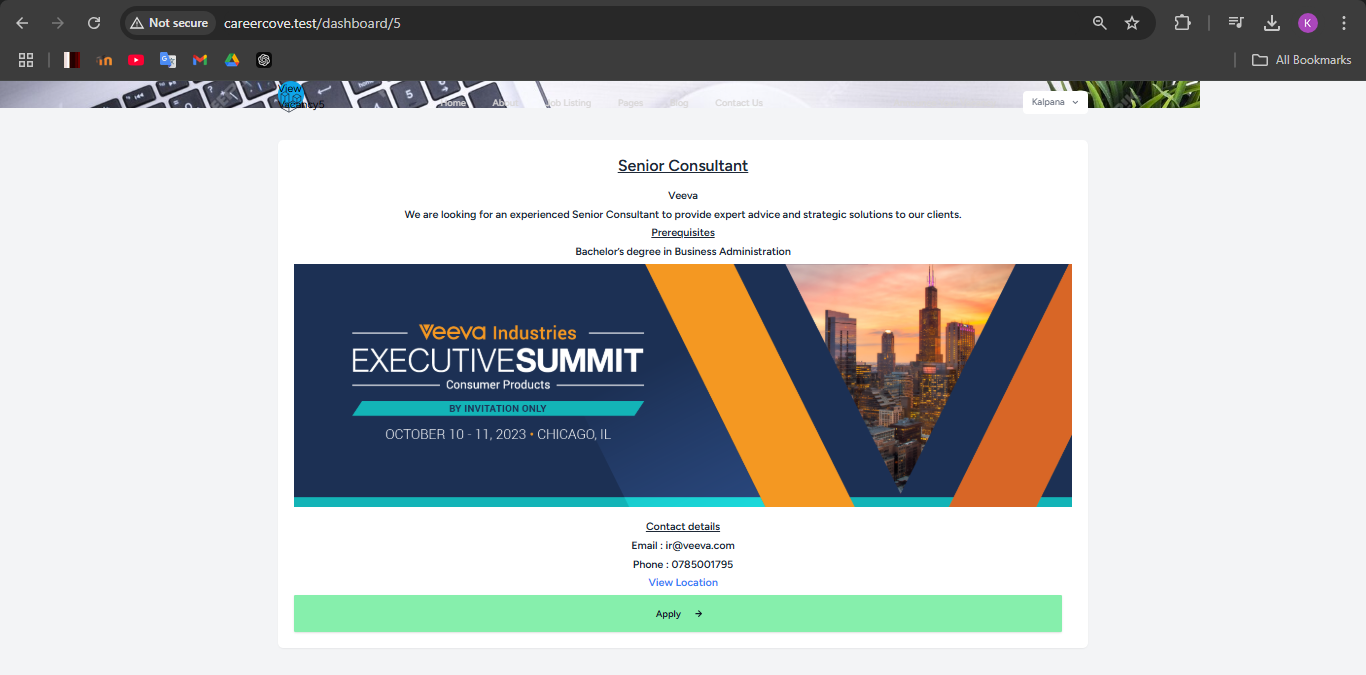 Not secure
careercove.test/dashboard/5
K
All Bookmarks
View
Vacancy5
Home
About
Job Listing
Pages
Blog
Contact Us
Kalpana
Senior Consultant
Veeva
We are looking for an experienced Senior Consultant to provide expert advice and strategic solutions to our clients.
Prerequisites
Bachelor's degree in Business Administration
Veeva Industries
EXECUTIVESUMMIT
Consumer Products
BY INVITATION ONLY
OCTOBER 10 - 11, 2023 • CHICAGO, IL
Contact details
Email : ir@veeva.com
Phone : 0785001795
View Location
Apply →